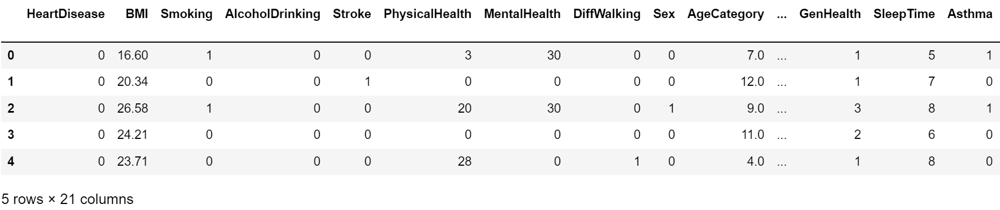 HeartDisease BMI Smoking AlcoholDrinking Stroke PhysicalHealth MentalHealth DiffWalking Sex AgeCategory ... GenHealth SleepTime Asthma
0 0 16.60 1 0 0 3 30 0 0 7.0 ... 1 5 1
1 0 20.34 0 0 1 0 0 0 0 12.0 ... 1 7 0
2 0 26.58 1 0 0 20 30 0 1 9.0 ... 3 8 1
3 0 24.21 0 0 0 0 0 0 0 11.0 ... 2 6 0
4 0 23.71 0 0 0 28 0 1 0 4.0 ... 1 8 0
5 rows × 21 columns